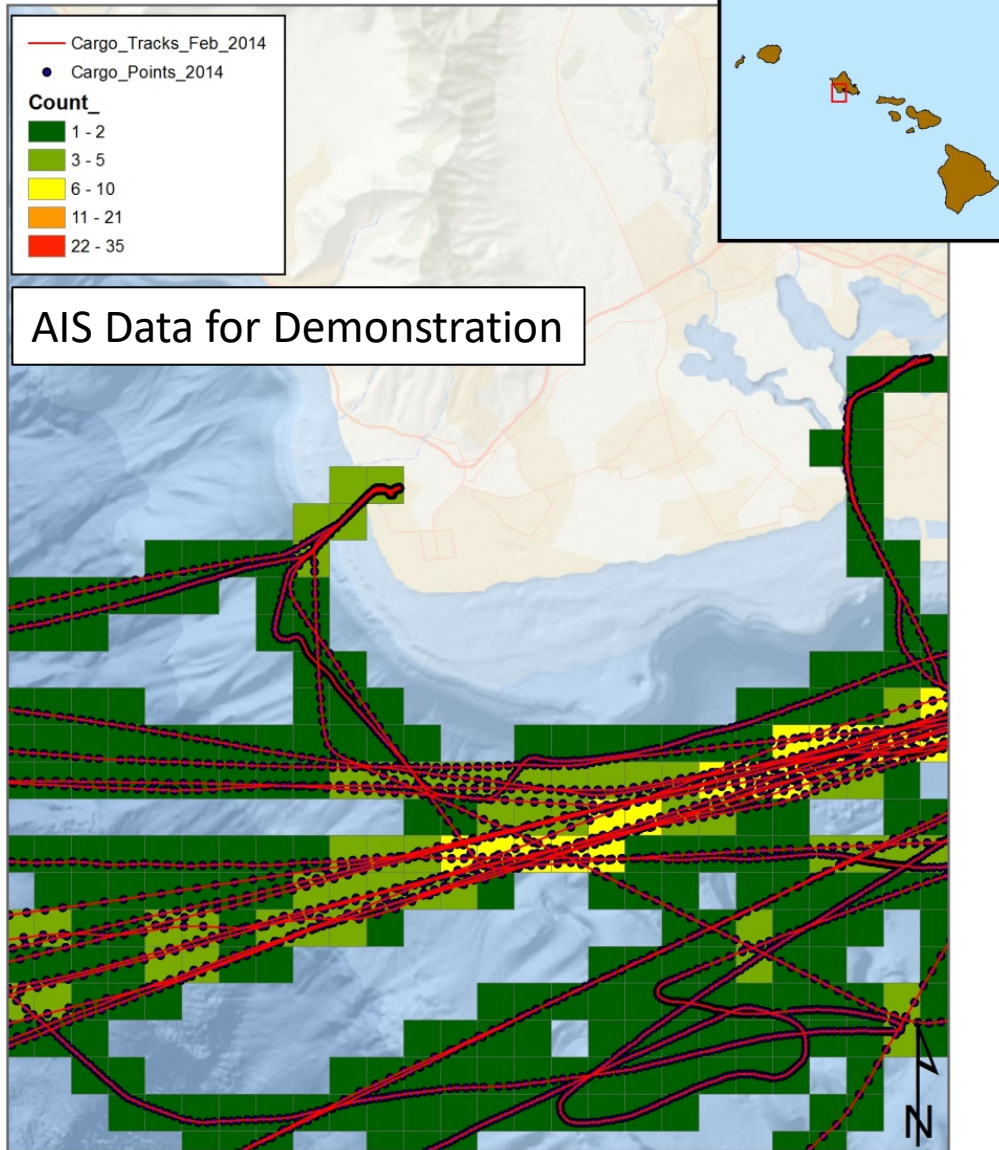 Cargo_Tracks_Feb_2014
Cargo_Points_2014
Count_
1 - 2
3 - 5
6 - 10
11 - 21
22 - 35
AIS Data for Demonstration
N